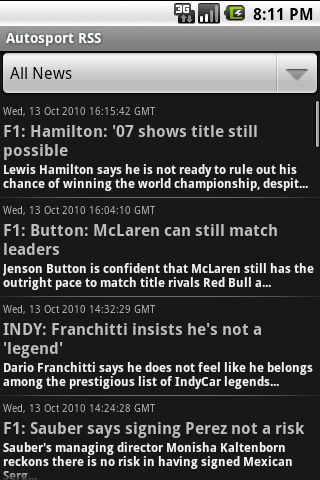 3G 8:11 PM
Autosport RSS
All News
Wed, 13 Oct 2010 16:15:42 GMT
F1: Hamilton: '07 shows title still
possible
Lewis Hamilton says he is not ready to rule out his
chance of winning the world championship, despit...
Wed, 13 Oct 2010 16:04:10 GMT
F1: Button: McLaren can still match
leaders
Jenson Button is confident that McLaren still has the
outright pace to match title rivals Red Bull a...
Wed, 13 Oct 2010 14:32:29 GMT
INDY: Franchitti insists he's not a
'legend'
Dario Franchitti says he does not feel like he belongs
among the prestigious list of IndyCar legends...
Wed, 13 Oct 2010 14:24:28 GMT
F1: Sauber says signing Perez not a risk
Sauber's managing director Monisha Kaltenborn
reckons there is no risk in having signed Mexican
Serg...